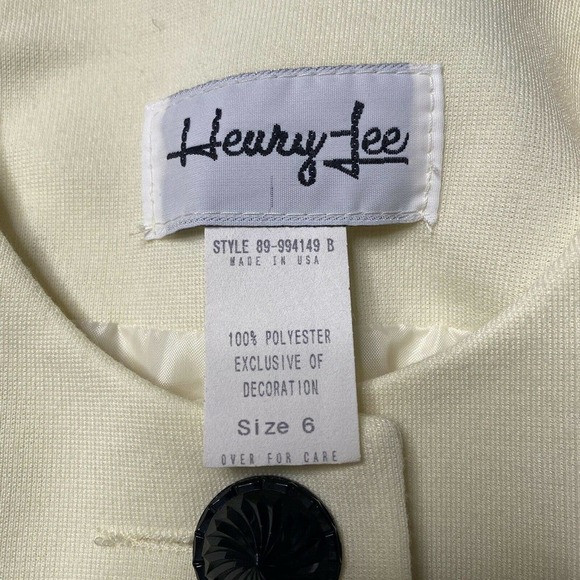 Henry Lee
STYLE 89-994149 B
MADE IN USA
100% POLYESTER
EXCLUSIVE OF
DECORATION
Size 6
OVER FOR CARE